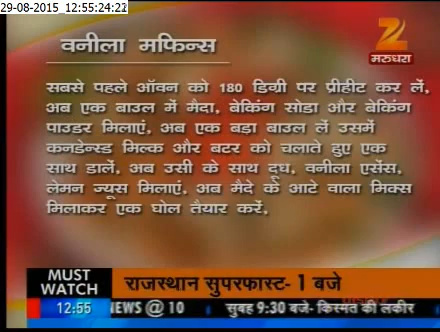 29-08-2015 12:55:24:22
वनीला मफिन्स
मरुधरा
सबसे पहले ऑवन को 180 डिग्री पर प्रीहीट कर लें.
अब एक बाउल में मैदा, बेकिंग सोडा और बेकिंग
पाउडर मिलाएं. अब एक बड़ा बाउल लें उसमें
कनडेन्स्ड मिल्क और बटर को चलाते हुए एक
साथ डालें. अब उसी के साथ दूध, वनीला एसेंस,
लेमन ज्यूस मिलाएं. अब मैदे के आटे वाला मिक्स
मिलाकर एक घोल तैयार करें.
MUST WATCH
राजस्थान सुपरफास्ट- 1 बजे
12:55
NEWS @ 10
सुबह 9:30 बजे- किस्मत की लकीर